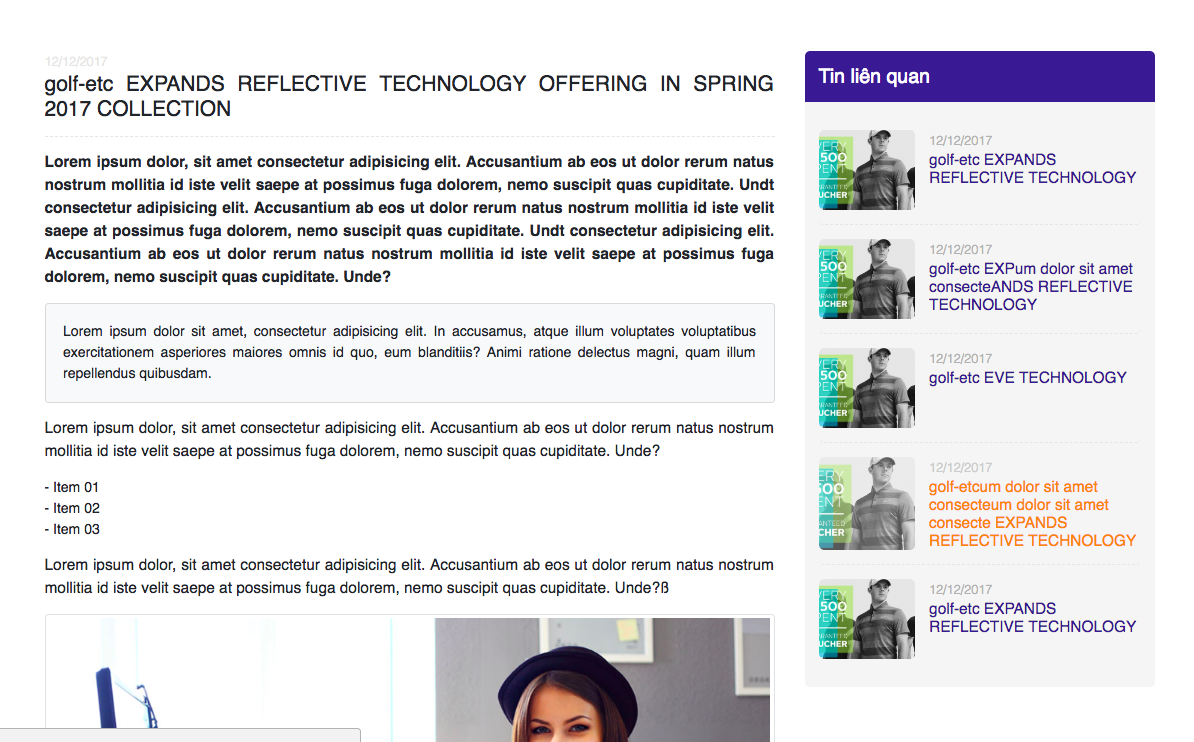 12/12/2017
golf-etc EXPANDS REFLECTIVE TECHNOLOGY OFFERING IN SPRING
2017 COLLECTION
Lorem ipsum dolor, sit amet consectetur adipisicing elit. Accusantium ab eos ut dolor rerum natus
nostrum mollitia id iste velit saepe at possimus fuga dolorem, nemo suscipit quas cupiditate. Undt
consectetur adipisicing elit. Accusantium ab eos ut dolor rerum natus nostrum mollitia id iste velit
saepe at possimus fuga dolorem, nemo suscipit quas cupiditate. Undt consectetur adipisicing elit.
Accusantium ab eos ut dolor rerum natus nostrum mollitia id iste velit saepe at possimus fuga
dolorem, nemo suscipit quas cupiditate. Unde?
Lorem ipsum dolor sit amet, consectetur adipisicing elit. In accusamus, atque illum voluptates voluptatibus
exercitationem asperiores maiores omnis id quo, eum blanditiis? Animi ratione delectus magni, quam illum
repellendus quibusdam.
Lorem ipsum dolor, sit amet consectetur adipisicing elit. Accusantium ab eos ut dolor rerum natus nostrum
mollitia id iste velit saepe at possimus fuga dolorem, nemo suscipit quas cupiditate. Unde?
- Item 01
- Item 02
- Item 03
Lorem ipsum dolor, sit amet consectetur adipisicing elit. Accusantium ab eos ut dolor rerum natus nostrum
mollitia id iste velit saepe at possimus fuga dolorem, nemo suscipit quas cupiditate. Unde?ß
Tin liên quan
VERY
500
PENT
UARANTEED
UCHER
12/12/2017
golf-etc EXPANDS
REFLECTIVE TECHNOLOGY
VERY
500
PENT
UARANTEED
UCHER
12/12/2017
golf-etc EXPum dolor sit amet
consecteANDS REFLECTIVE
TECHNOLOGY
VERY
500
PENT
UARANTEED
UCHER
12/12/2017
golf-etc EVE TECHNOLOGY
ERY
500
ENT
ARANTEED
CHER
12/12/2017
golf-etcum dolor sit amet
consecteum dolor sit amet
consecte EXPANDS
REFLECTIVE TECHNOLOGY
VERY
500
PENT
UARANTEED
UCHER
12/12/2017
golf-etc EXPANDS
REFLECTIVE TECHNOLOGY